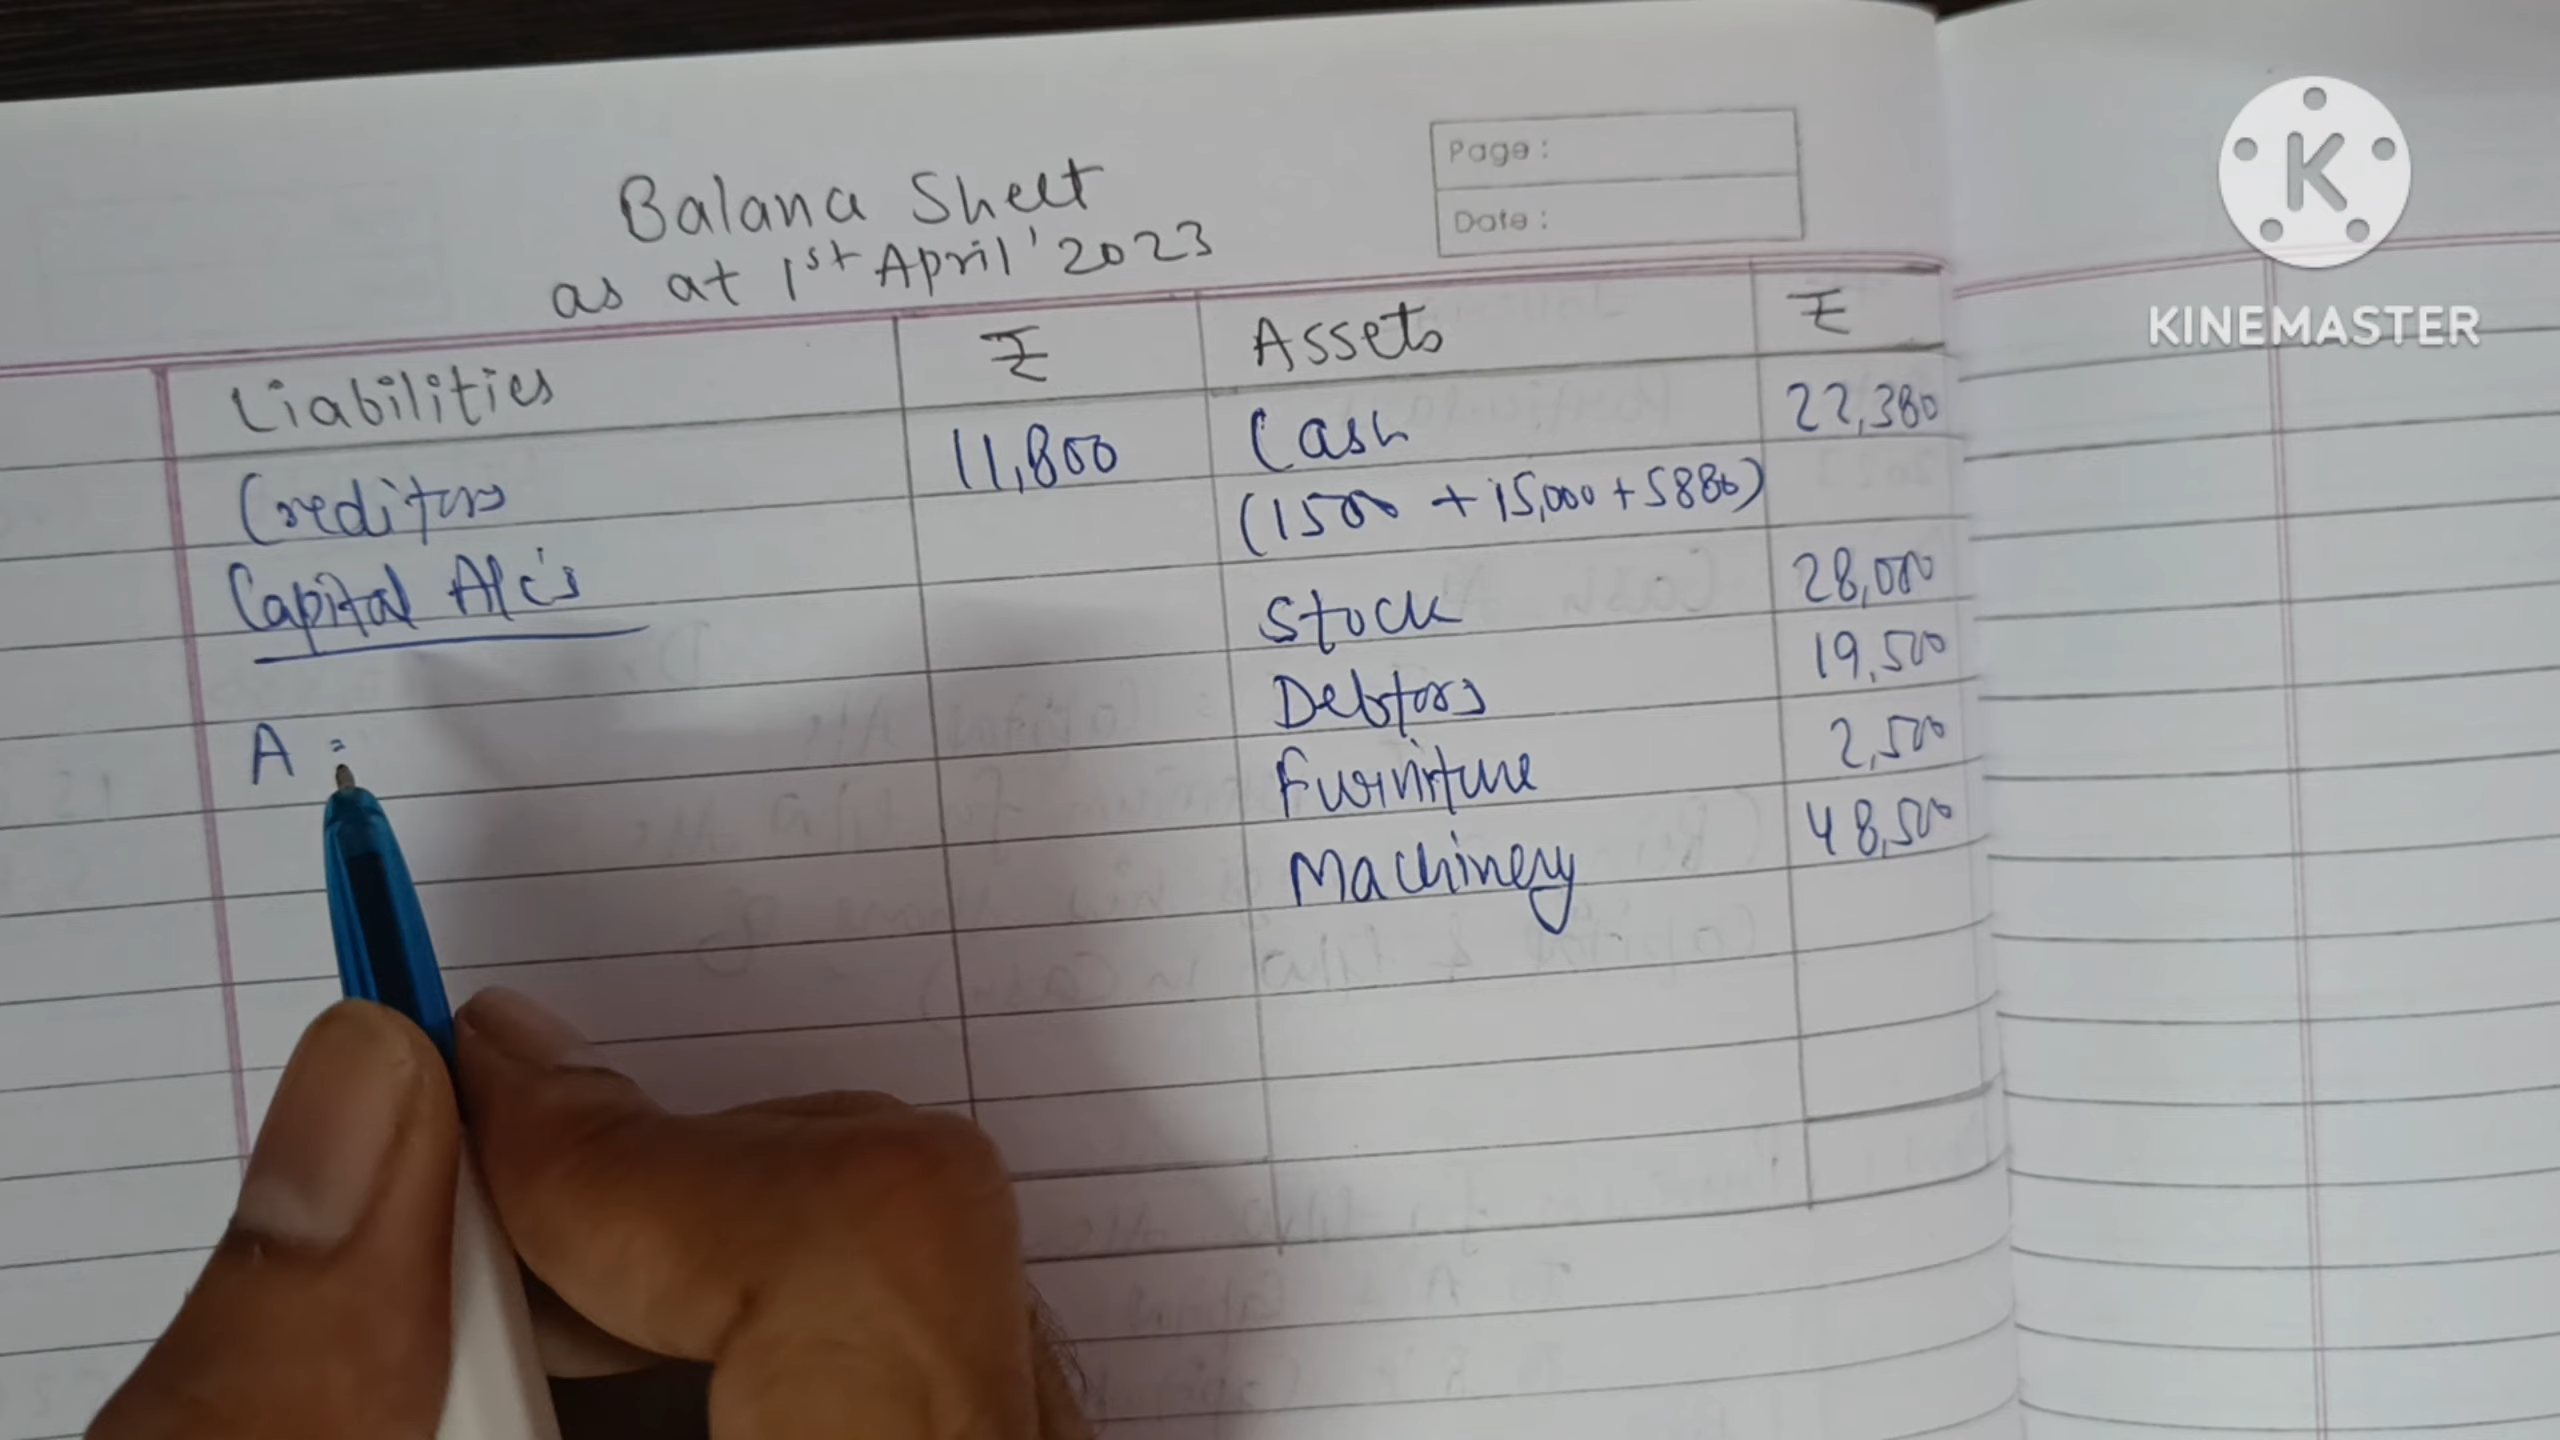 Balance Sheet
as at 1st April'2023
Page :
Date :
K
KINEMASTER
Liabilities ₹ Assets ₹
Creditors 11,800 Cash 22,380
(1500 + 15,000 + 5880)
Capital A/c's
Stock 28,000
Debtors 19,500
A :
Furniture 2,500
Machinery 48,500